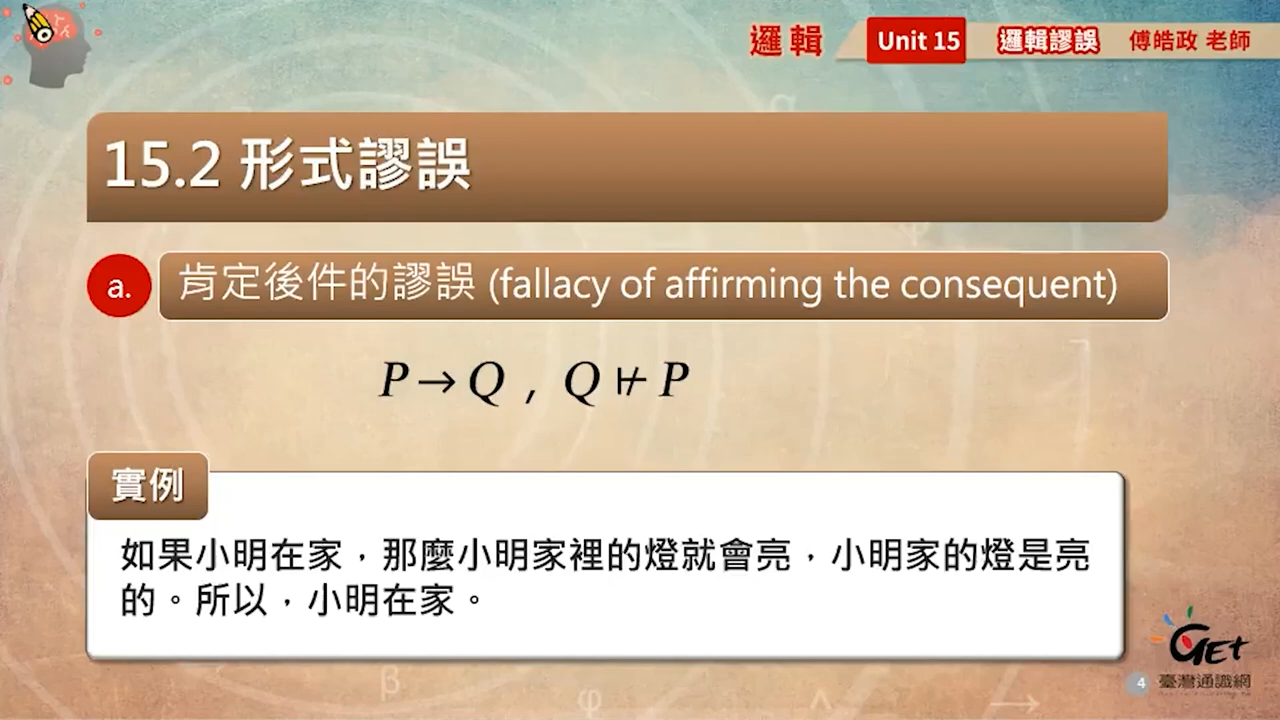 邏輯 Unit 15 邏輯謬誤 傅皓政 老師
15.2 形式謬誤
a. 肯定後件的謬誤 (fallacy of affirming the consequent)
P→Q , Q⊬P
實例
如果小明在家，那麼小明家裡的燈就會亮，小明家的燈是亮
的。所以，小明在家。
GET
4 臺灣通識網
β φ